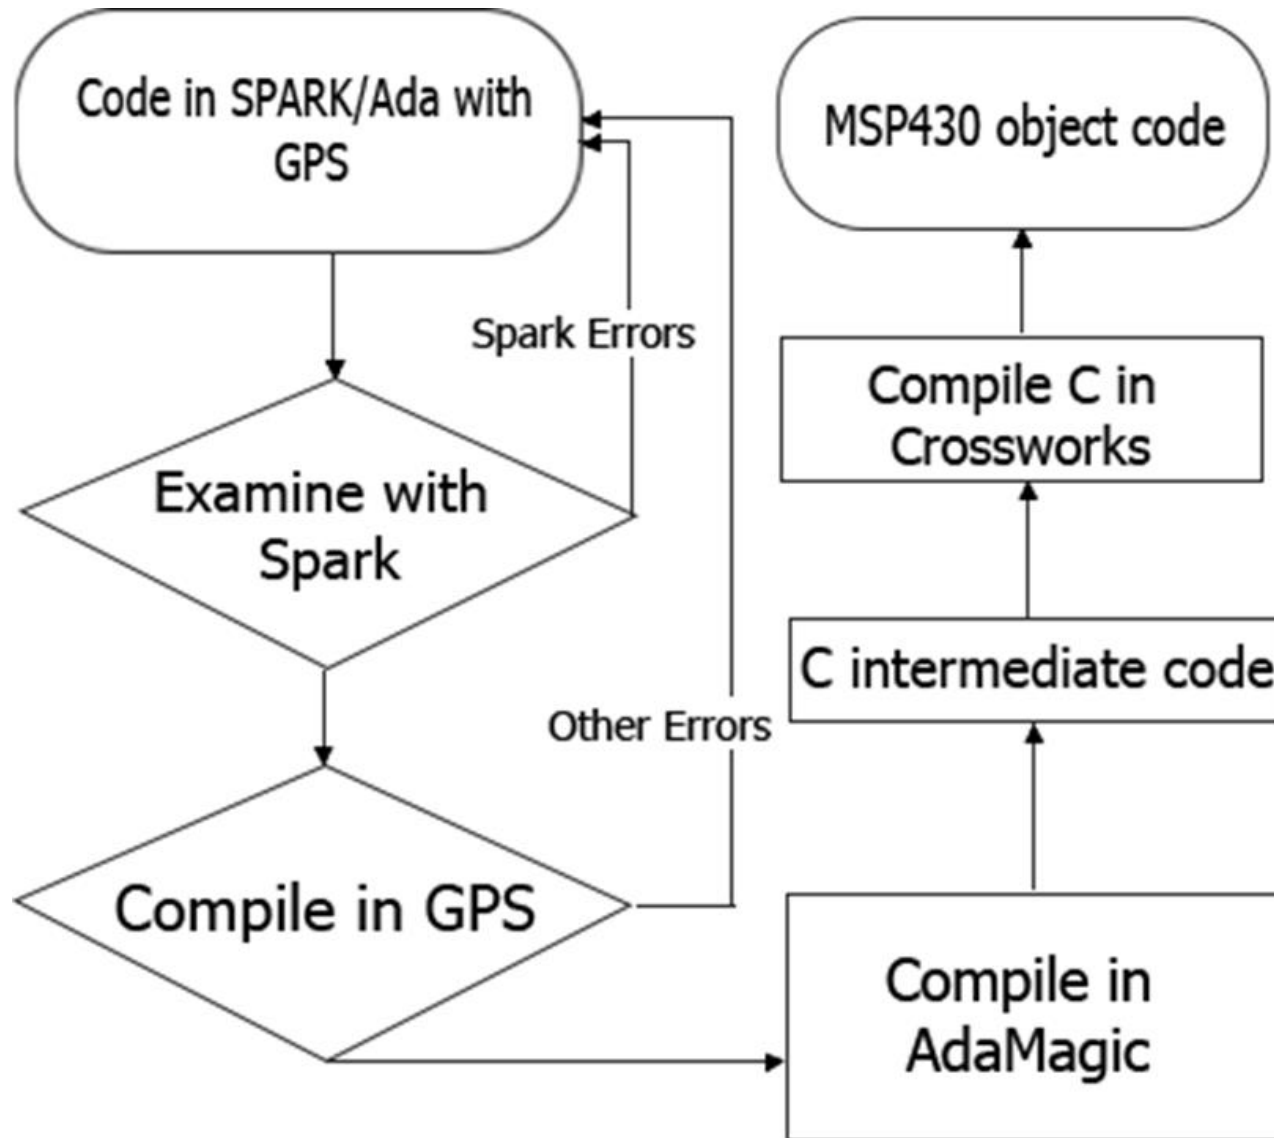 Code in SPARK/Ada with
GPS
Spark Errors
Examine with
Spark
Other Errors
Compile in GPS
MSP430 object code
Compile C in
Crossworks
C intermediate code
Compile in
AdaMagic